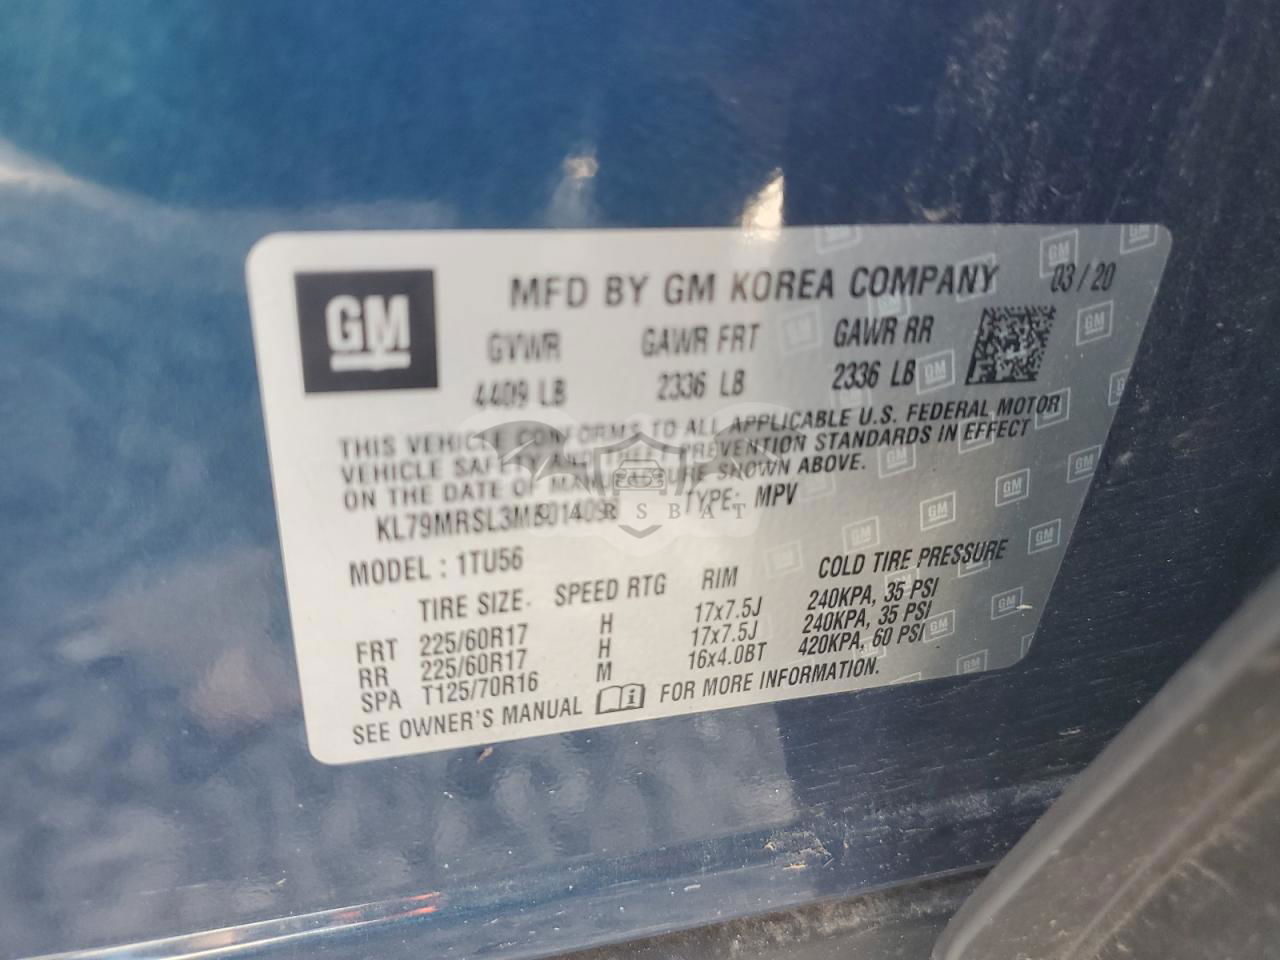 GM
MFD BY GM KOREA COMPANY 03/20
GVWR GAWR FRT GAWR RR
4409 LB 2336 LB 2336 LB
THIS VEHICLE CONFORMS TO ALL APPLICABLE U.S. FEDERAL MOTOR
VEHICLE SAFETY AND THEFT PREVENTION STANDARDS IN EFFECT
ON THE DATE OF MANUFACTURE SHOWN ABOVE.
TYPE: MPV
MODEL: 1TU56
TIRE SIZE SPEED RTG RIM COLD TIRE PRESSURE
FRT 225/60R17 H 17x7.5J 240KPA, 35 PSI
RR 225/60R17 H 17x7.5J 240KPA, 35 PSI
SPA T125/70R16 M 16x4.0BT 420KPA, 60 PSI
SEE OWNER'S MANUAL FOR MORE INFORMATION.